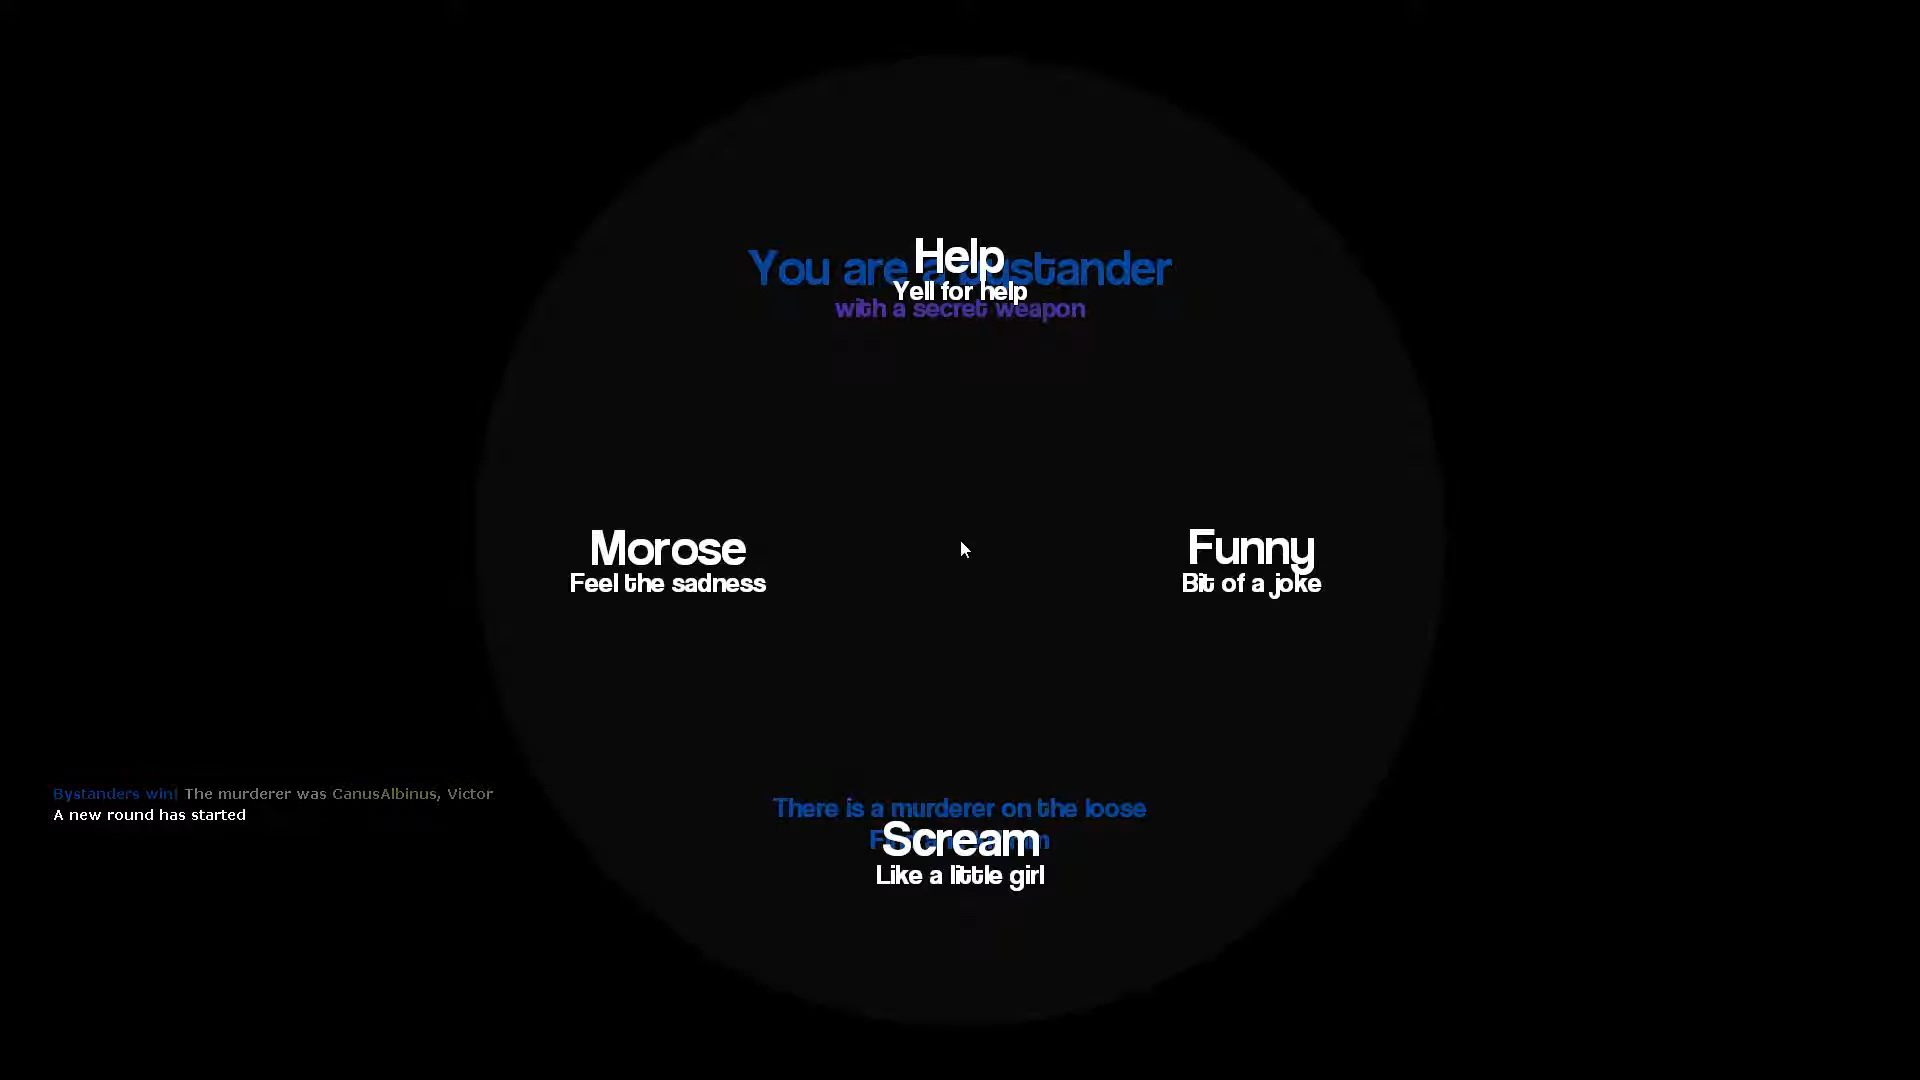 Help
You are a bystander
Yell for help
with a secret weapon
Morose
Feel the sadness
Funny
Bit of a joke
Bystanders win! The murderer was CanusAlbinus, Victor
A new round has started
There is a murderer on the loose
Scream
Like a little girl